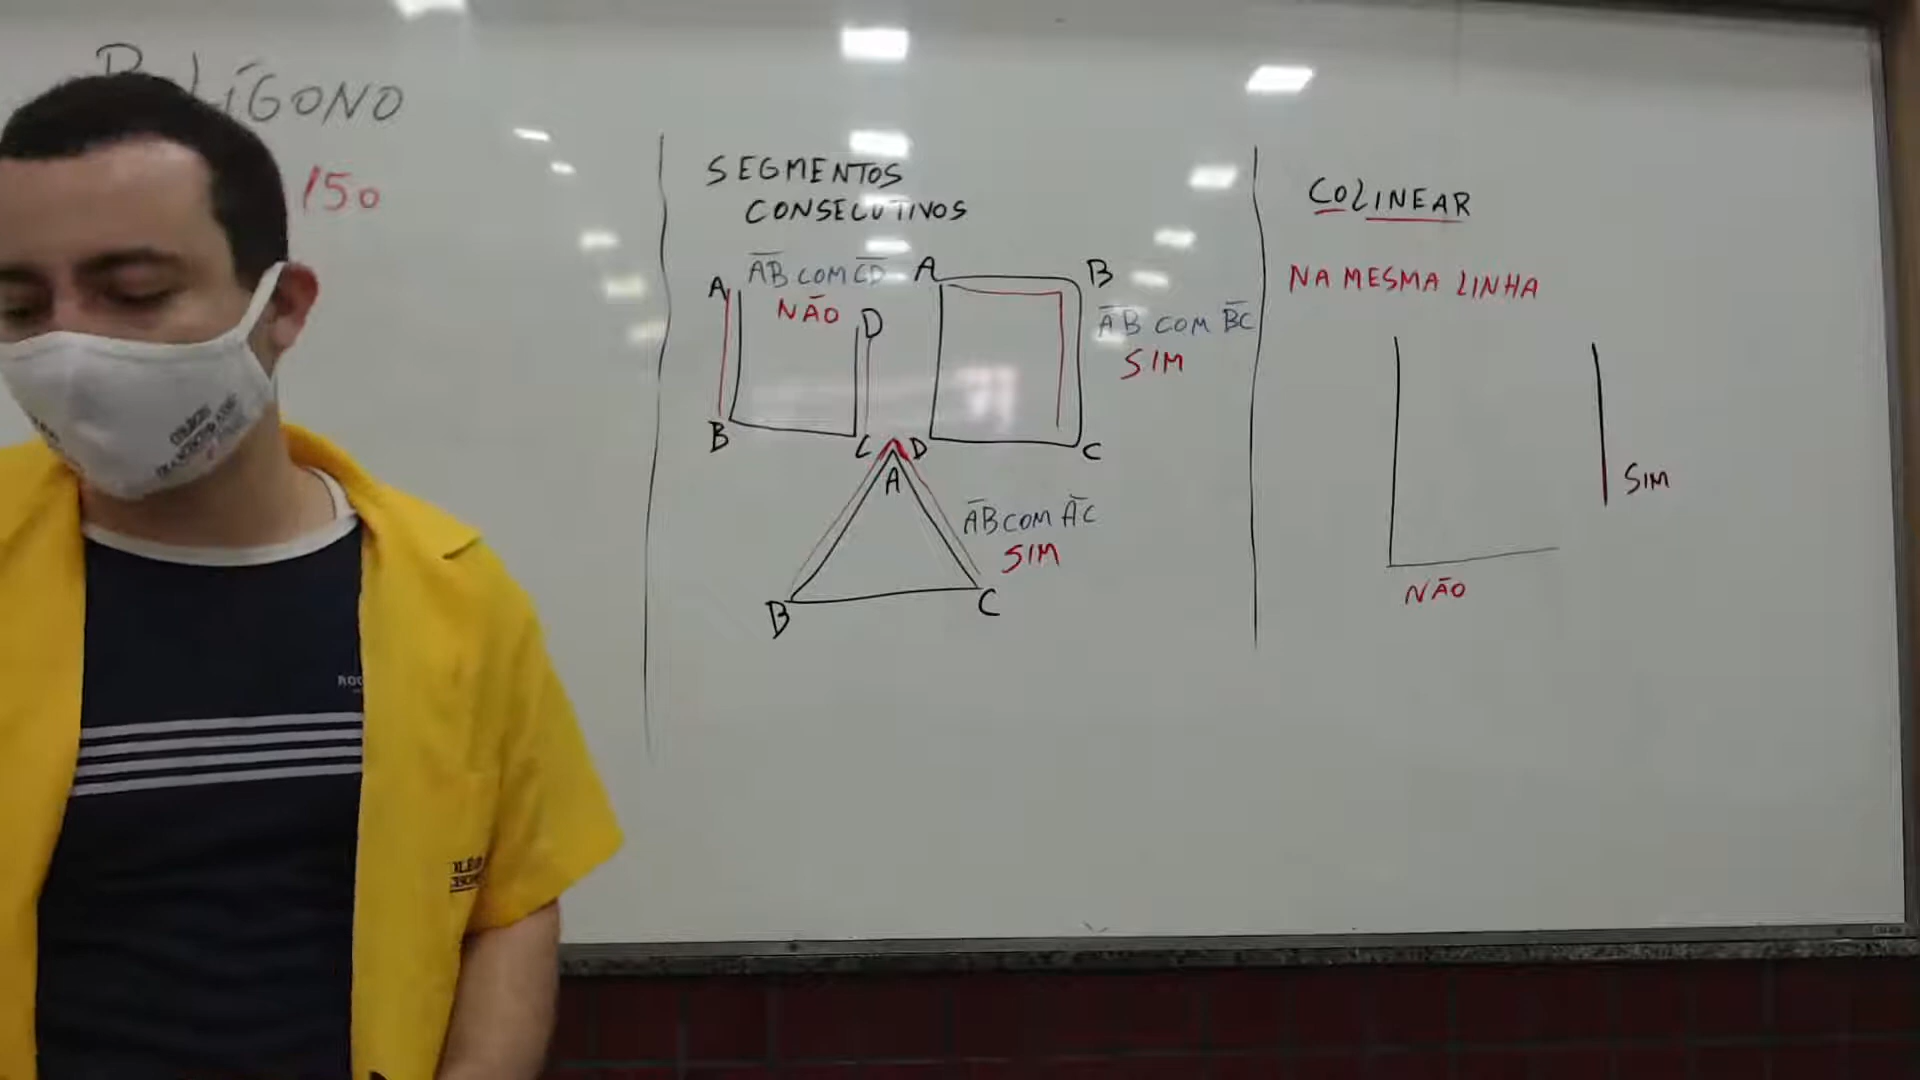 POLÍGONO
150
SEGMENTOS
CONSECUTIVOS
A
AB COM CD
NÃO
D
B
C
A
B
AB COM BC
SIM
D
C
A
AB COM AC
SIM
B
C
COLINEAR
NA MESMA LINHA
NÃO
SIM